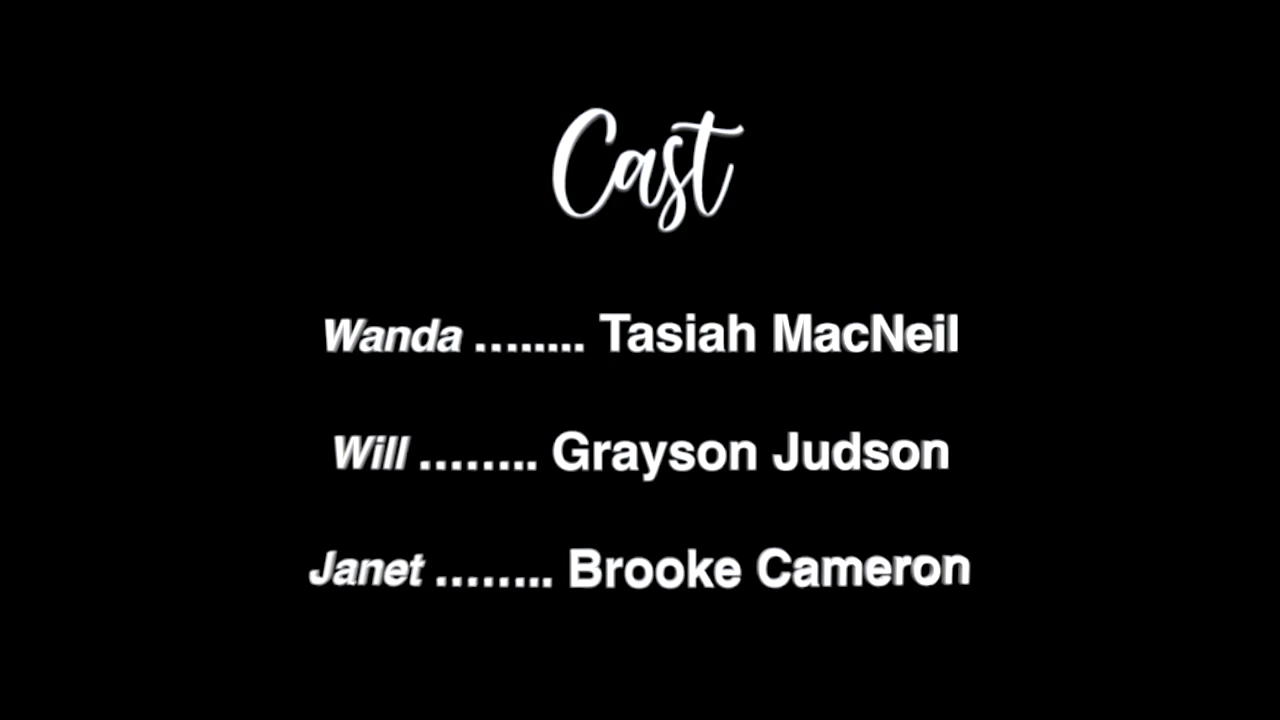 Cast
Wanda ........ Tasiah MacNeil
Will ........ Grayson Judson
Janet ........ Brooke Cameron